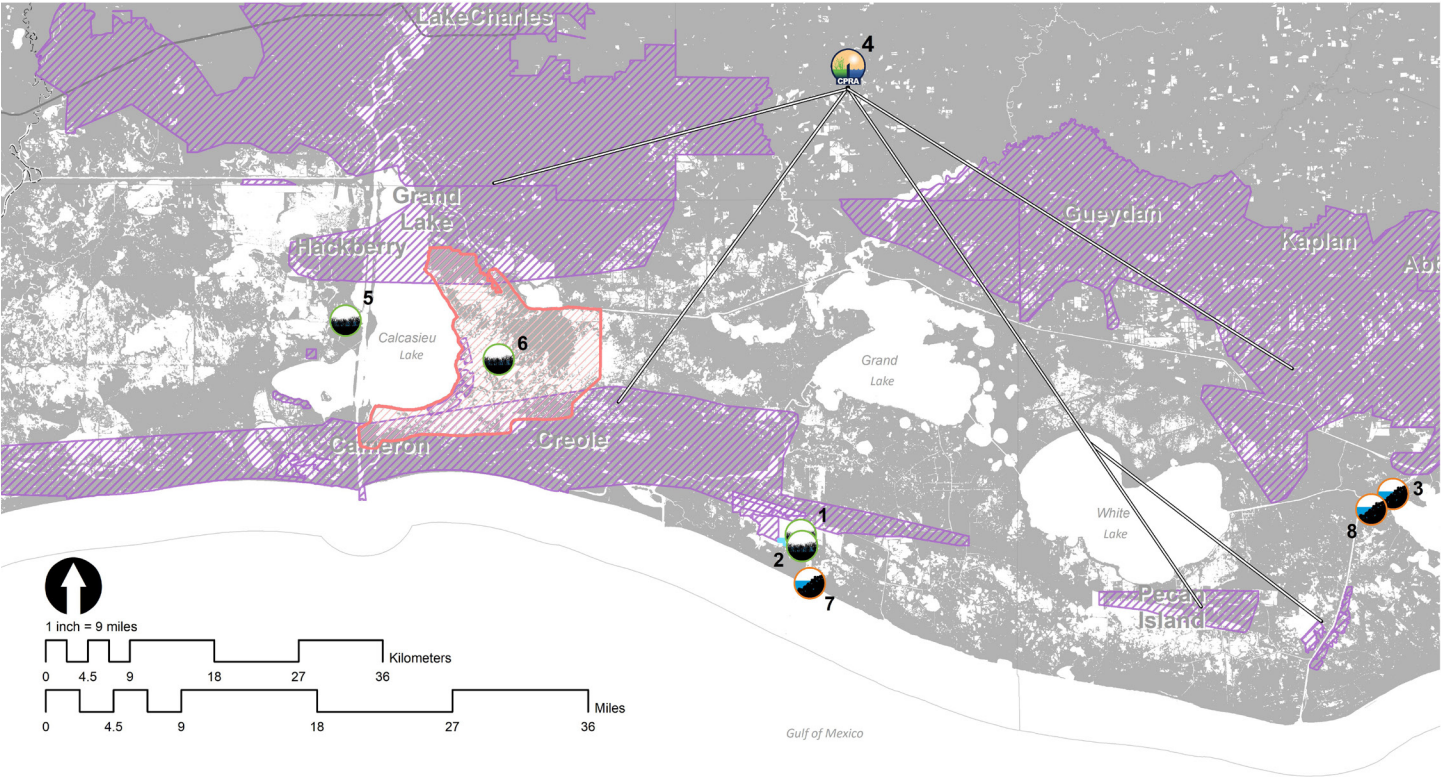 LakeCharles
4
CPRA
Grand
Lake
Gueydan
Hackberry
Kaplan
5
Calcasieu
Lake
6
Grand
Lake
Cameron
Creole
White
Lake
3
8
1
2
7
Pecan
Island
1 inch = 9 miles
Kilometers
0 4.5 9 18 27 36
Miles
0 4.5 9 18 27 36
Gulf of Mexico